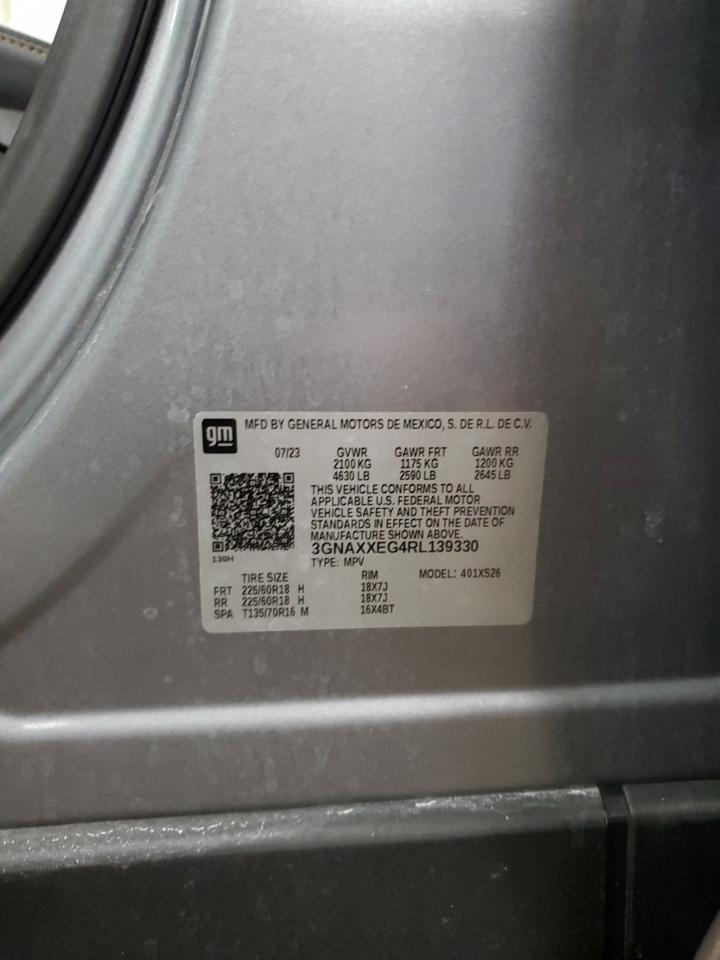 gm MFD BY GENERAL MOTORS DE MEXICO, S. DE R.L. DE C.V.
07/23 GVWR GAWR FRT GAWR RR
2100 KG 1175 KG 1200 KG
4630 LB 2590 LB 2645 LB
THIS VEHICLE CONFORMS TO ALL
APPLICABLE U.S. FEDERAL MOTOR
VEHICLE SAFETY AND THEFT PREVENTION
STANDARDS IN EFFECT ON THE DATE OF
MANUFACTURE SHOWN ABOVE.
3GNAXXEG4RL139330
139H
TYPE: MPV
TIRE SIZE RIM MODEL: 401XS26
FRT 225/60R18 H 18X7J
RR 225/60R18 H 18X7J
SPA T135/70R16 M 16X4BT